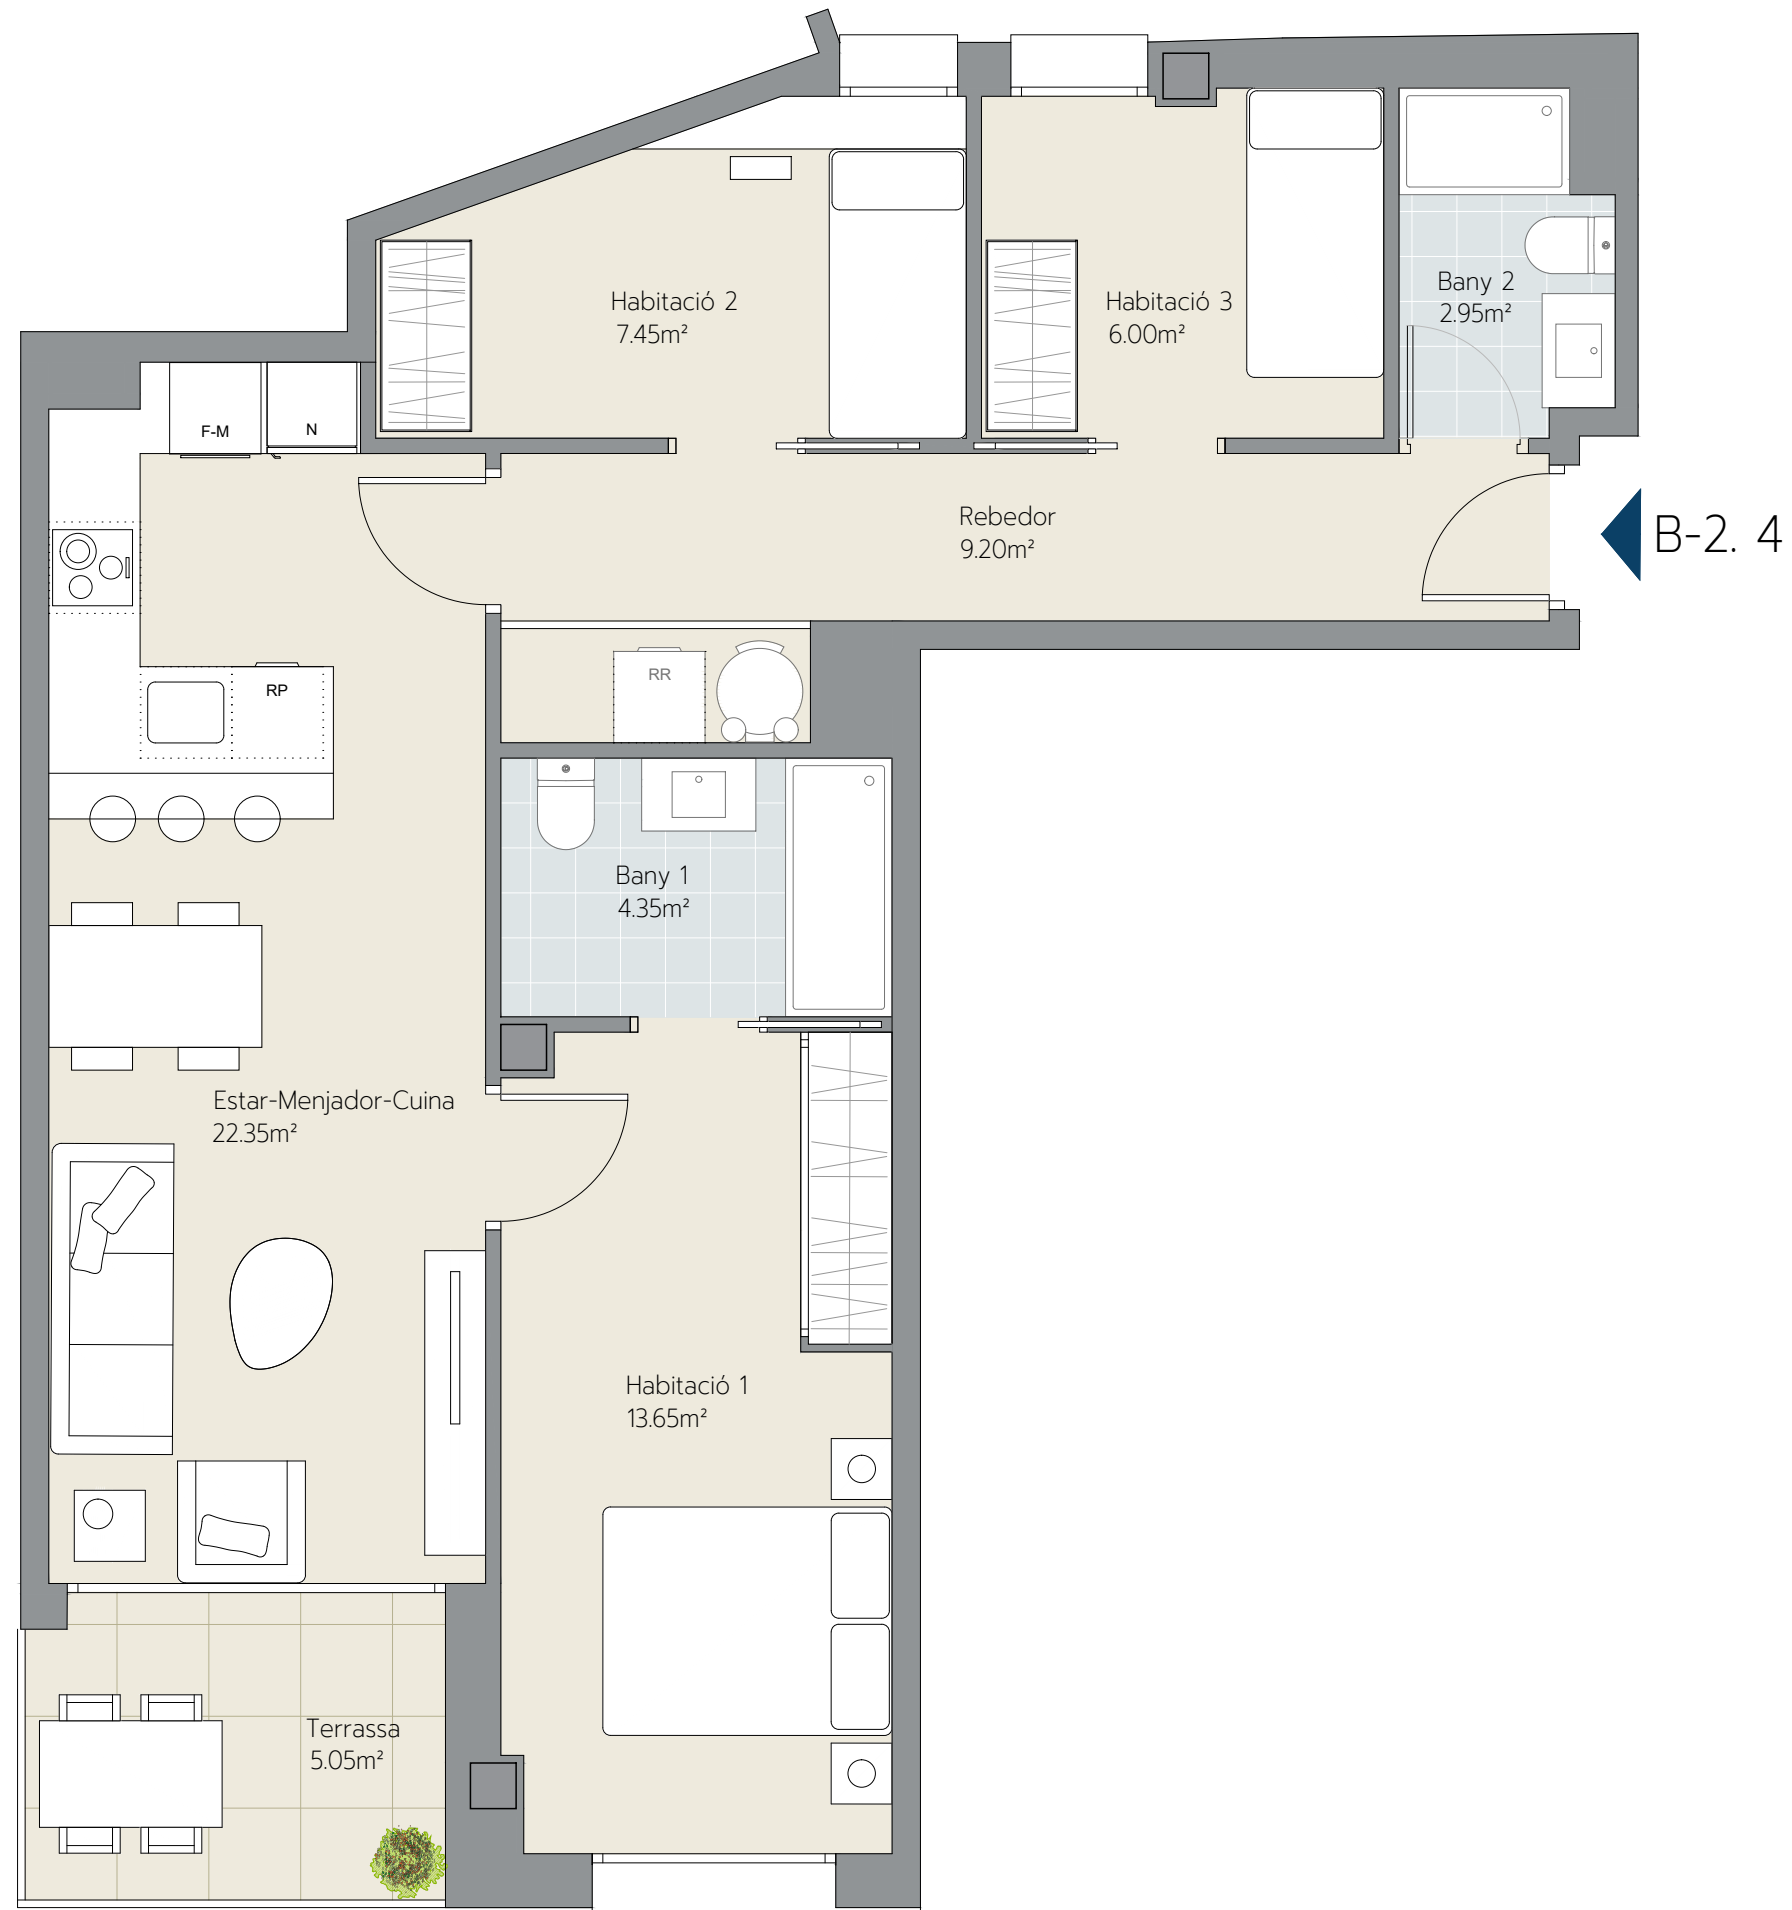 Habitació 2
7.45m²
Habitació 3
6.00m²
Bany 2
2.95m²
F-M
N
Rebedor
9.20m²
B-2. 4
RP
RR
Bany 1
4.35m²
Estar-Menjador-Cuina
22.35m²
Habitació 1
13.65m²
Terrassa
5.05m²